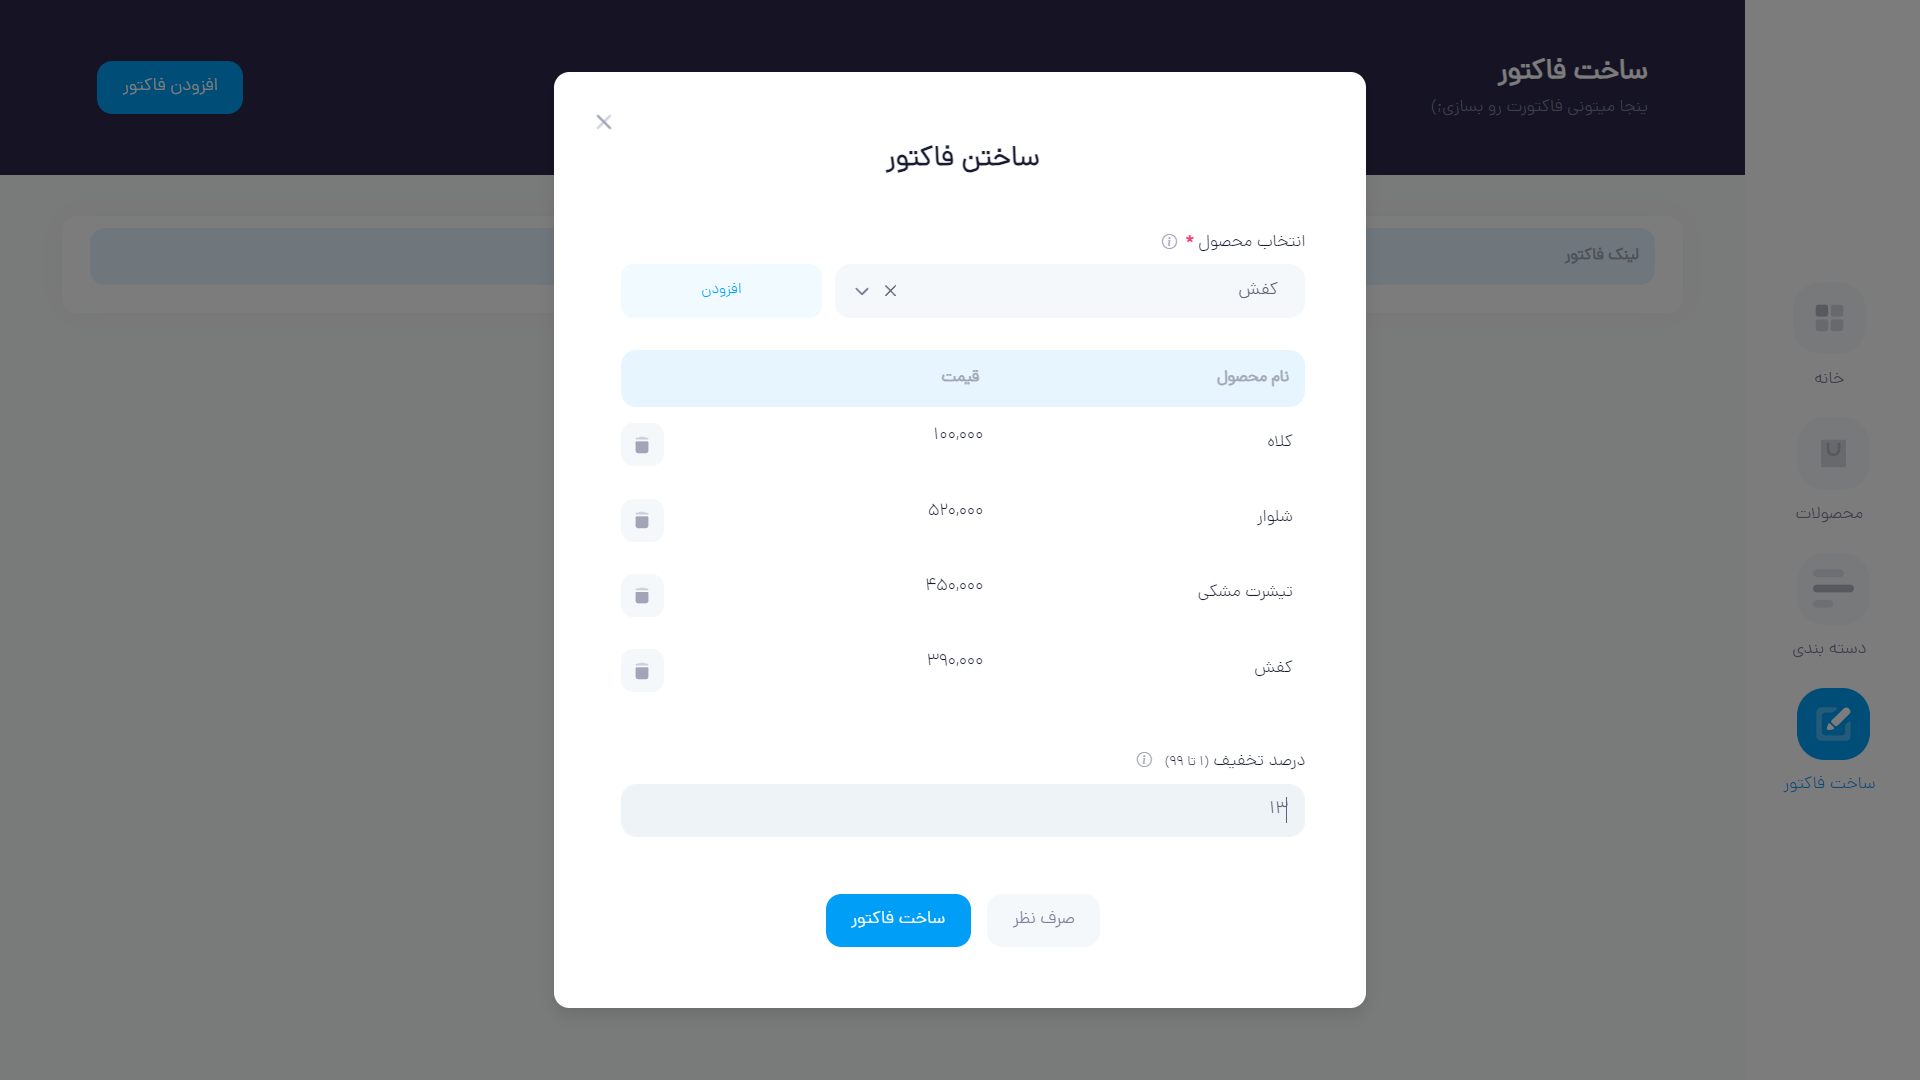 ساخت فاکتور
ینجا میتونی فاکتورت رو بسازی;)
افزودن فاکتور
لینک فاکتور
خانه
محصولات
دسته بندی
ساخت فاکتور
ساختن فاکتور
انتخاب محصول *
کفش
افزودن
نام محصول قیمت
کلاه ۱۰۰,۰۰۰
شلوار ۵۲۰,۰۰۰
تیشرت مشکی ۴۵۰,۰۰۰
کفش ۳۹۰,۰۰۰
درصد تخفیف (۱ تا ۹۹)
۱۳
صرف نظر
ساخت فاکتور